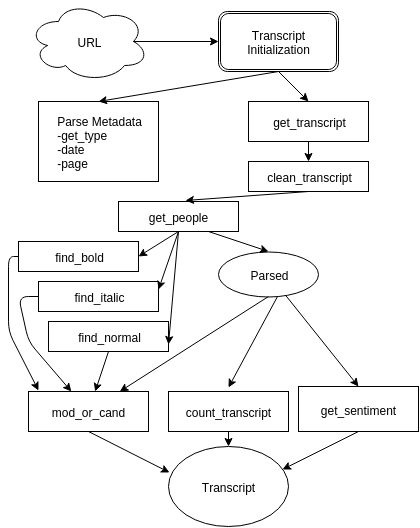 URL
Transcript
Initialization
Parse Metadata
-get_type
-date
-page
get_transcript
clean_transcript
get_people
find_bold
Parsed
find_italic
find_normal
mod_or_cand
count_transcript
get_sentiment
Transcript